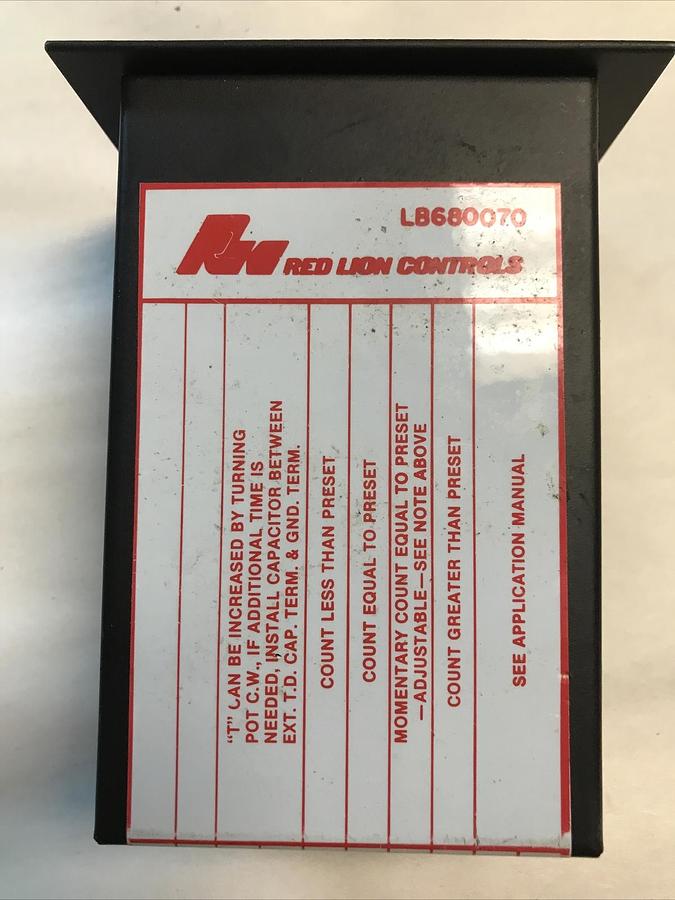 LB680070
RED LION CONTROLS
"T" CAN BE INCREASED BY TURNING
POT C.W., IF ADDITIONAL TIME IS
NEEDED, INSTALL CAPACITOR BETWEEN
EXT. T.D. CAP. TERM. & GND. TERM.
COUNT LESS THAN PRESET
COUNT EQUAL TO PRESET
MOMENTARY COUNT EQUAL TO PRESET
—ADJUSTABLE—SEE NOTE ABOVE
COUNT GREATER THAN PRESET
SEE APPLICATION MANUAL